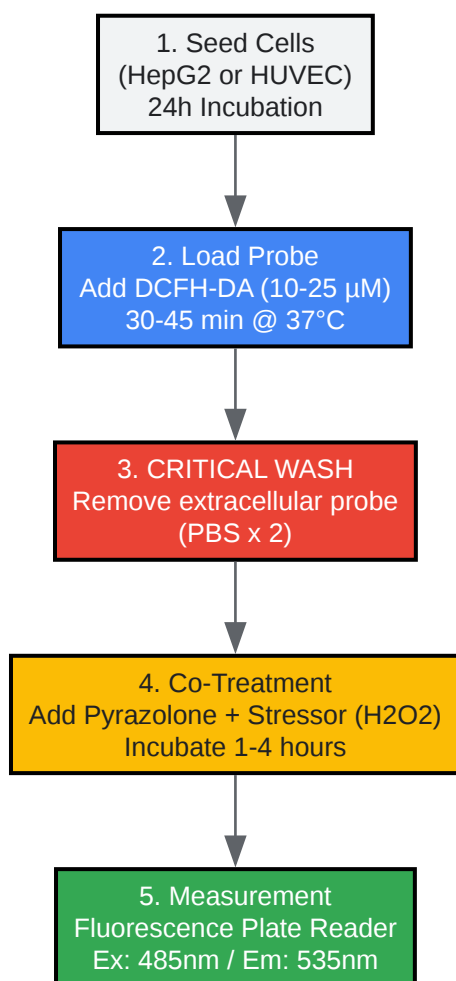 1. Seed Cells
(HepG2 or HUVEC)
24h Incubation
2. Load Probe
Add DCFH-DA (10-25 µM)
30-45 min @ 37°C
3. CRITICAL WASH
Remove extracellular probe
(PBS x 2)
4. Co-Treatment
Add Pyrazolone + Stressor (H2O2)
Incubate 1-4 hours
5. Measurement
Fluorescence Plate Reader
Ex: 485nm / Em: 535nm